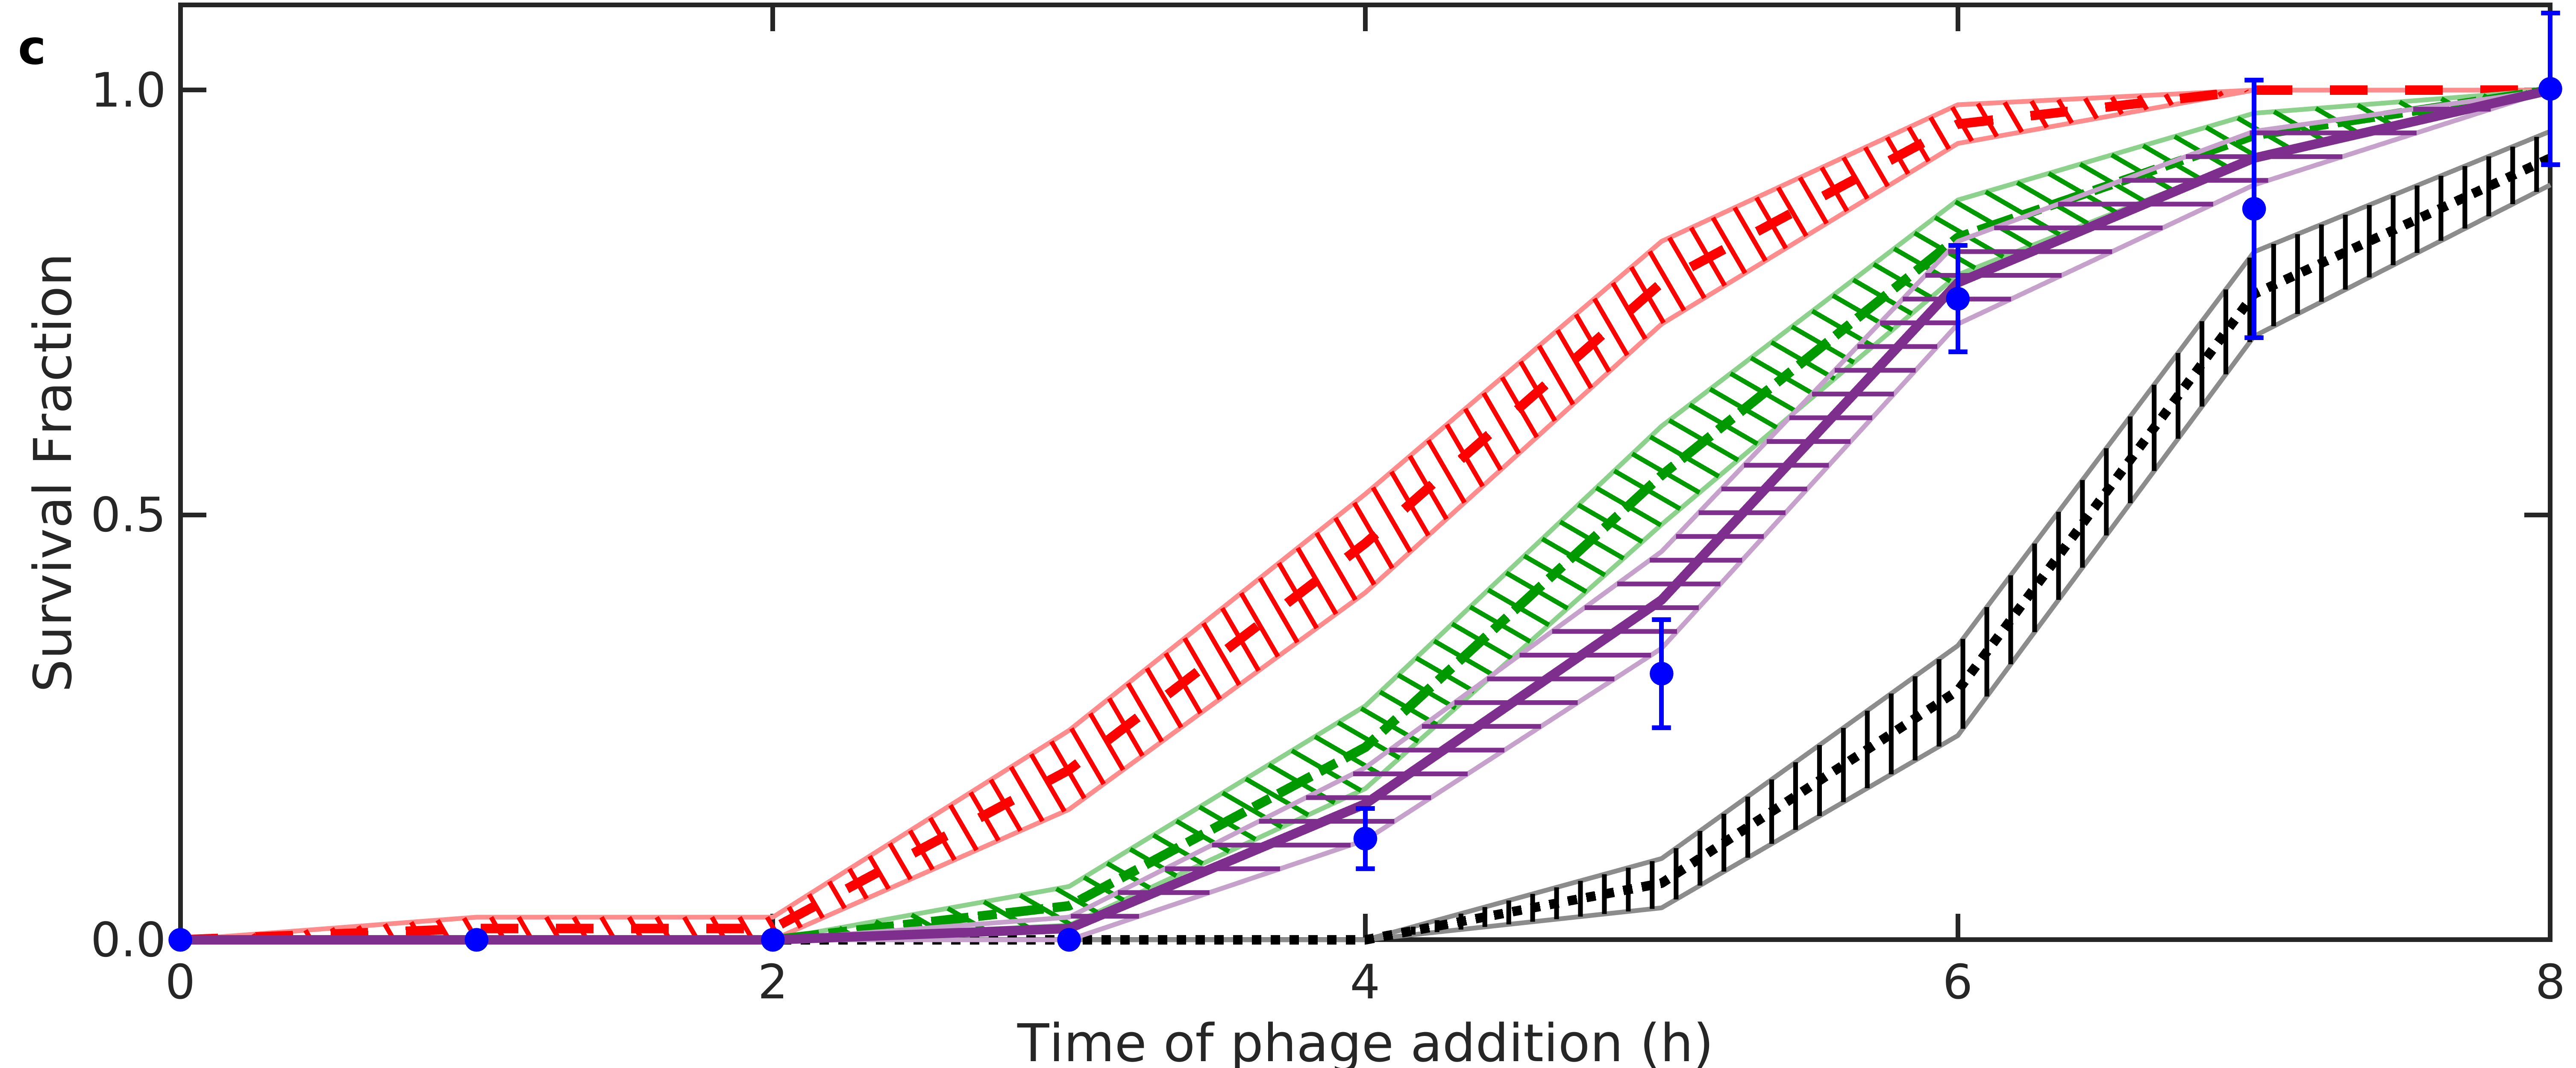 c
1.0
0.5
0.0
Survival Fraction
0 2 4 6 8
Time of phage addition (h)